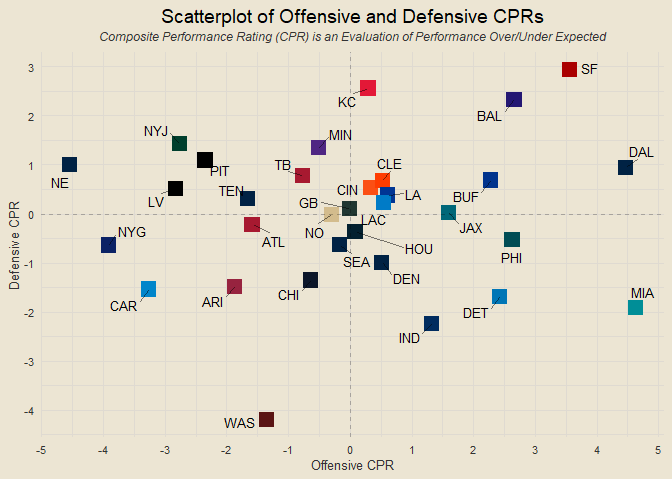 Scatterplot of Offensive and Defensive CPRs
Composite Performance Rating (CPR) is an Evaluation of Performance Over/Under Expected
3
SF
KC
BAL
2
NYJ
MIN
DAL
TB
CLE
1
PIT
NE
TEN
CIN
LA
BUF
LV
GB
0
LAC
NYG
NO
JAX
ATL
HOU
PHI
SEA
-1
DEN
CHI
MIA
CAR
ARI
DET
-2
IND
-3
-4
WAS
-5
-4
-3
-2
-1
0
1
2
3
4
5
Offensive CPR
Defensive CPR